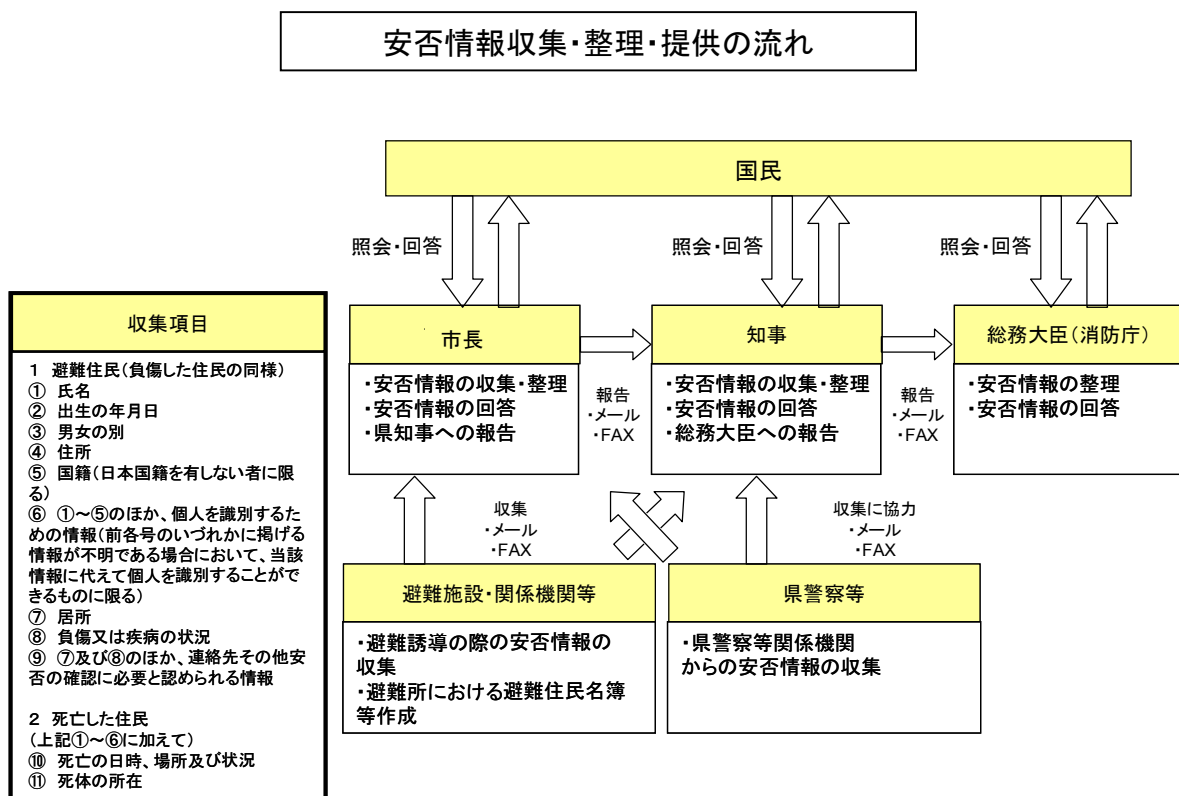 安否情報収集・整理・提供の流れ
国民
照会・回答
照会・回答
照会・回答
収集項目
1 避難住民(負傷した住民の同様)
① 氏名
② 出生の年月日
③ 男女の別
④ 住所
⑤ 国籍(日本国籍を有しない者に限
る)
⑥ ①~⑤のほか、個人を識別するた
めの情報(前各号のいづれかに掲げる
情報が不明である場合において、当該
情報に代えて個人を識別することがで
きるものに限る)
⑦ 居所
⑧ 負傷又は疾病の状況
⑨ ⑦及び⑧のほか、連絡先その他安
否の確認に必要と認められる情報
2 死亡した住民
(上記①~⑥に加えて)
⑩ 死亡の日時、場所及び状況
⑪ 死体の所在
市長
・安否情報の収集・整理
・安否情報の回答
・県知事への報告
報告
・メール
・FAX
知事
・安否情報の収集・整理
・安否情報の回答
・総務大臣への報告
報告
・メール
・FAX
総務大臣(消防庁)
・安否情報の整理
・安否情報の回答
収集
・メール
・FAX
収集に協力
・メール
・FAX
避難施設・関係機関等
・避難誘導の際の安否情報の
収集
・避難所における避難住民名簿
等作成
県警察等
・県警察等関係機関
からの安否情報の収集